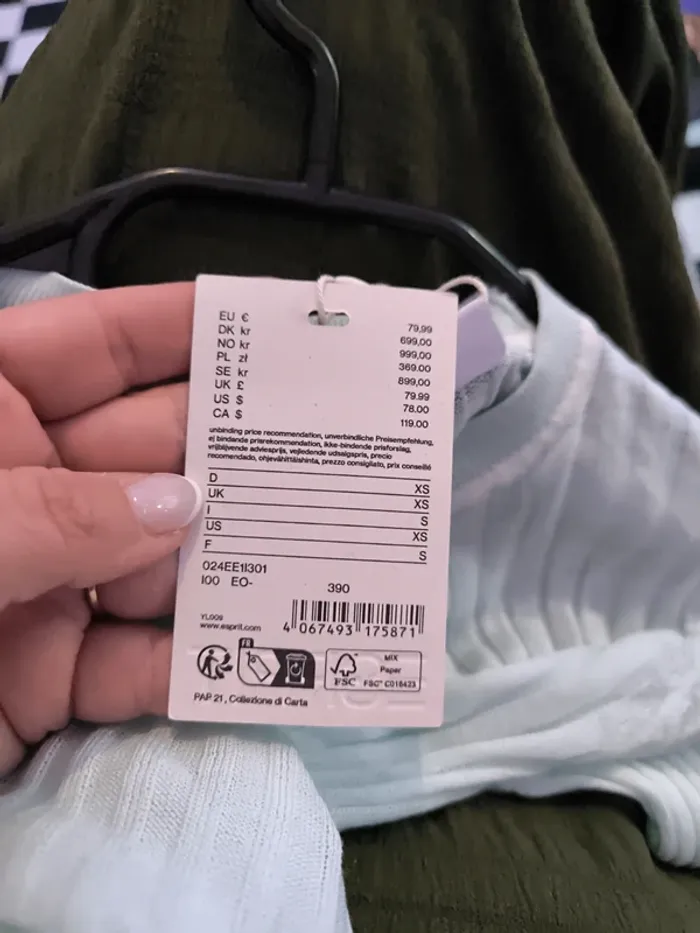 EU € 79,99
DK kr 699,00
NO kr 999,00
PL zł 369.00
SE kr 899,00
UK £ 79.99
US $ 78.00
CA $ 119.00
unbinding price recommendation, unverbindliche Preisempfehlung,
ej bindande prisrekommendation, ikke-bindende prisforslag,
vrijblijvende adviesprijs, vejledende udsalgspris, precio
recomendado, ohjevähittäishinta, prezzo consigliato, prix conseillé
D XS
UK XS
I S
US XS
F S
024EE1I301
I00 EO-
390
YL009
www.esprit.com
4 067493 175871
FR
FSC
MIX
Paper
FSC® C018423
PAP 21, Collezione di Carta